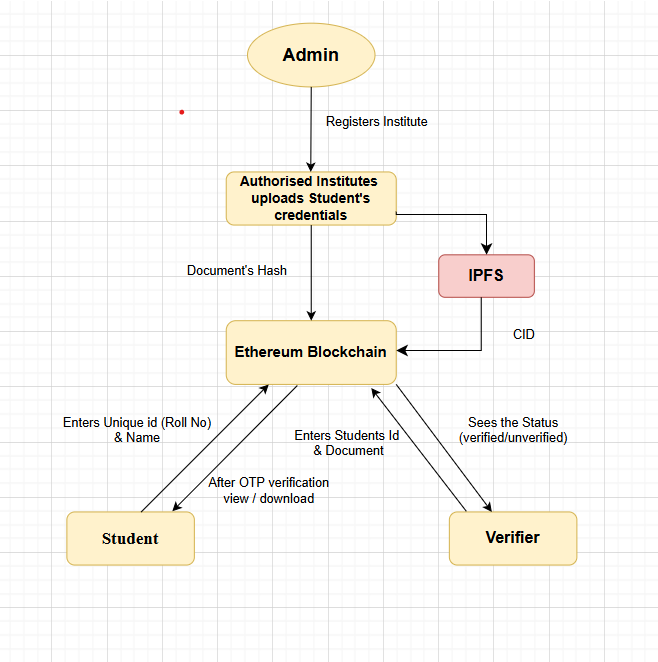 Admin
Registers Institute
Authorised Institutes
uploads Student's
credentials
Document's Hash
IPFS
CID
Ethereum Blockchain
Enters Unique id (Roll No)
& Name
Enters Students Id
& Document
Sees the Status
(verified/unverified)
After OTP verification
view / download
Student
Verifier